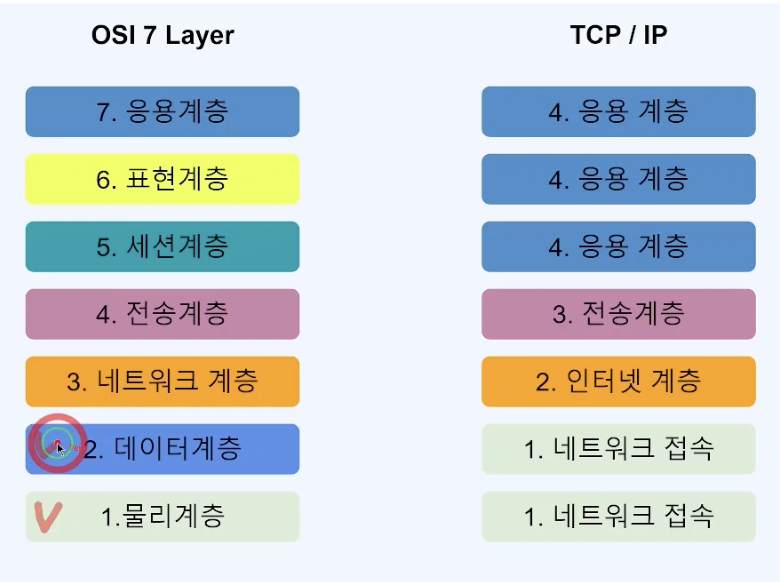 OSI 7 Layer
TCP / IP
7. 응용계층
4. 응용 계층
6. 표현계층
4. 응용 계층
5. 세션계층
4. 응용 계층
4. 전송계층
3. 전송계층
3. 네트워크 계층
2. 인터넷 계층
2. 데이터계층
1. 네트워크 접속
1.물리계층
1. 네트워크 접속